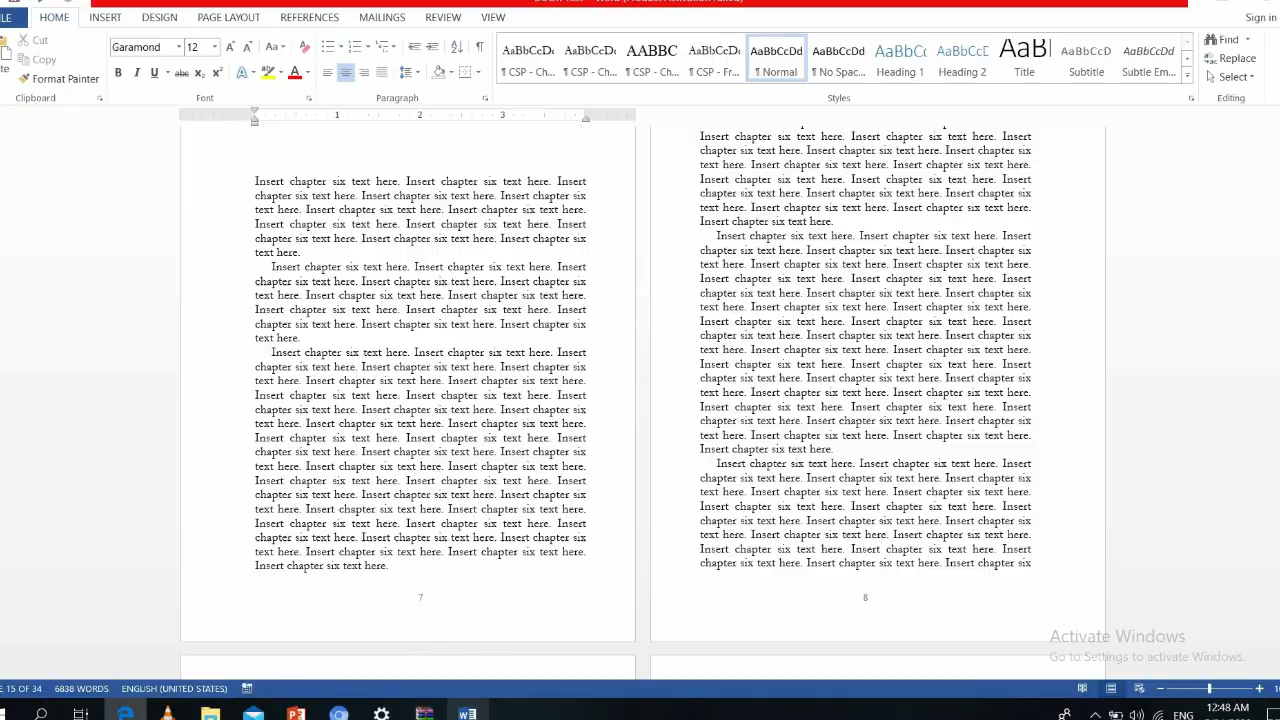 HOME INSERT DESIGN PAGE LAYOUT REFERENCES MAILINGS REVIEW VIEW Sign in
Cut
Copy
Format Painter
Clipboard
Garamond 12
Font
Paragraph
AaBbCcDc AaBbCcDc AABBC AaBbCcDc AaBbCcDd AaBbCcDd AaBbCc AaBbCcD AaB AaBbCcD AaBbCcDd
¶ CSP - Ch... ¶ CSP - Ch... ¶ CSP - Ch... ¶ CSP - Fr... ¶ Normal ¶ No Spac... Heading 1 Heading 2 Title Subtitle Subtle Em...
Styles
Find
Replace
Select
Editing
1 2 3
Insert chapter six text here. Insert chapter six text here. Insert
chapter six text here. Insert chapter six text here. Insert chapter six
text here. Insert chapter six text here. Insert chapter six text here.
Insert chapter six text here. Insert chapter six text here. Insert
chapter six text here. Insert chapter six text here. Insert chapter six
text here.
Insert chapter six text here. Insert chapter six text here. Insert
chapter six text here. Insert chapter six text here. Insert chapter six
text here. Insert chapter six text here. Insert chapter six text here.
Insert chapter six text here. Insert chapter six text here. Insert
chapter six text here. Insert chapter six text here. Insert chapter six
text here.
Insert chapter six text here. Insert chapter six text here. Insert
chapter six text here. Insert chapter six text here. Insert chapter six
text here. Insert chapter six text here. Insert chapter six text here.
Insert chapter six text here. Insert chapter six text here. Insert
chapter six text here. Insert chapter six text here. Insert chapter six
text here. Insert chapter six text here. Insert chapter six text here.
Insert chapter six text here. Insert chapter six text here. Insert
chapter six text here. Insert chapter six text here. Insert chapter six
text here. Insert chapter six text here. Insert chapter six text here.
Insert chapter six text here. Insert chapter six text here. Insert
chapter six text here. Insert chapter six text here. Insert chapter six
text here. Insert chapter six text here. Insert chapter six text here.
Insert chapter six text here. Insert chapter six text here. Insert
chapter six text here. Insert chapter six text here. Insert chapter six
text here. Insert chapter six text here. Insert chapter six text here.
Insert chapter six text here.
7
Insert chapter six text here. Insert chapter six text here. Insert
chapter six text here. Insert chapter six text here. Insert chapter six
text here. Insert chapter six text here. Insert chapter six text here.
Insert chapter six text here. Insert chapter six text here. Insert
chapter six text here. Insert chapter six text here. Insert chapter six
text here. Insert chapter six text here. Insert chapter six text here.
Insert chapter six text here.
Insert chapter six text here. Insert chapter six text here. Insert
chapter six text here. Insert chapter six text here. Insert chapter six
text here. Insert chapter six text here. Insert chapter six text here.
Insert chapter six text here. Insert chapter six text here. Insert
chapter six text here. Insert chapter six text here. Insert chapter six
text here. Insert chapter six text here. Insert chapter six text here.
Insert chapter six text here. Insert chapter six text here. Insert
chapter six text here. Insert chapter six text here. Insert chapter six
text here. Insert chapter six text here. Insert chapter six text here.
Insert chapter six text here. Insert chapter six text here. Insert
chapter six text here. Insert chapter six text here. Insert chapter six
text here. Insert chapter six text here. Insert chapter six text here.
Insert chapter six text here. Insert chapter six text here. Insert
chapter six text here. Insert chapter six text here. Insert chapter six
text here. Insert chapter six text here. Insert chapter six text here.
Insert chapter six text here.
Insert chapter six text here. Insert chapter six text here. Insert
chapter six text here. Insert chapter six text here. Insert chapter six
text here. Insert chapter six text here. Insert chapter six text here.
Insert chapter six text here. Insert chapter six text here. Insert
chapter six text here. Insert chapter six text here. Insert chapter six
text here. Insert chapter six text here. Insert chapter six text here.
Insert chapter six text here. Insert chapter six text here. Insert
chapter six text here. Insert chapter six text here. Insert chapter six
8
Activate Windows
Go to Settings to activate Windows.
15 OF 34 6838 WORDS ENGLISH (UNITED STATES)
ENG 12:48 AM